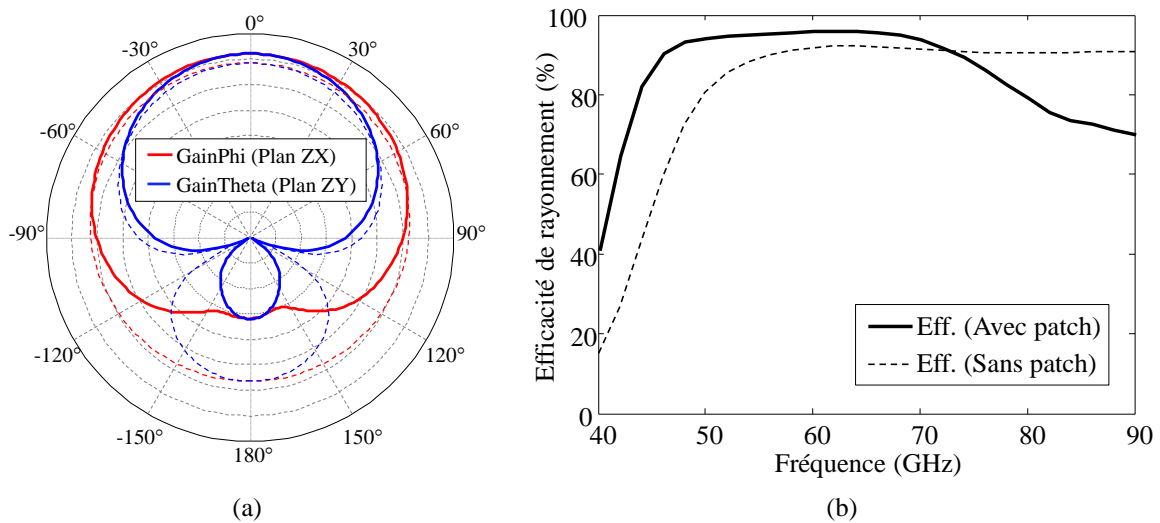 (a)
0°
-30°
30°
-60°
60°
GainPhi (Plan ZX)
GainTheta (Plan ZY)
-90°
90°
-120°
120°
-150°
150°
180°
(b)
Efficacité de rayonnement (%)
100
80
60
40
20
0
Eff. (Avec patch)
Eff. (Sans patch)
40
50
60
70
80
90
Fréquence (GHz)
(a)
(b)